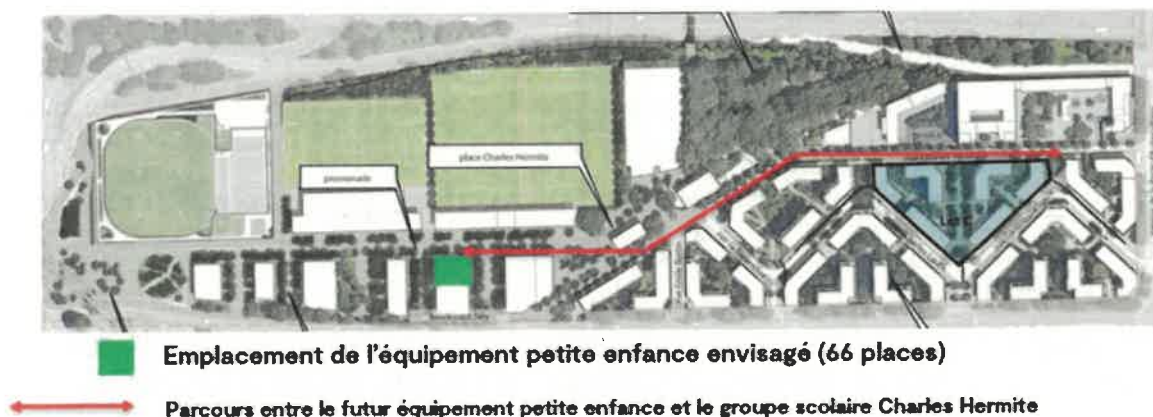 place Charles Hermite
promenade
Emplacement de l'équipement petite enfance envisagé (66 places)
Parcours entre le futur équipement petite enfance et le groupe scolaire Charles Hermite